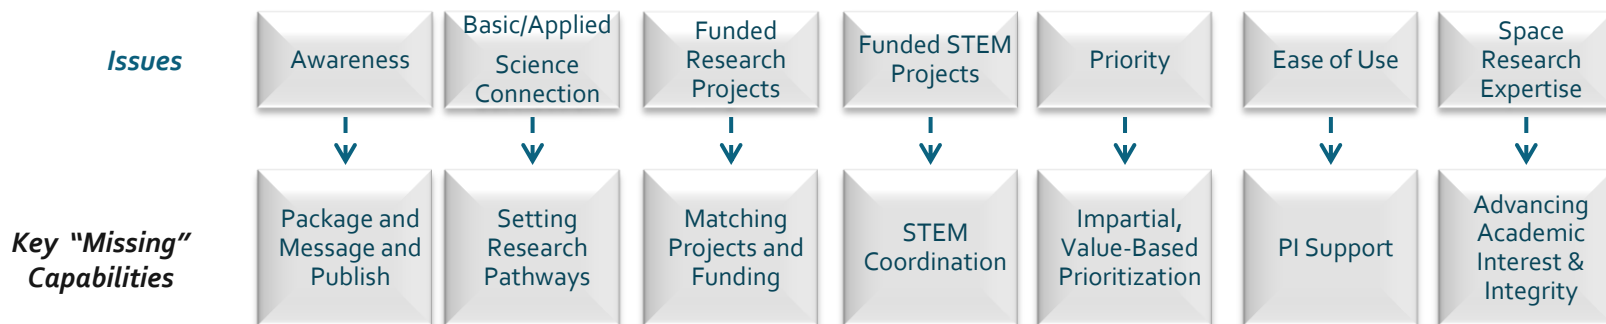 Issues
Awareness
Basic/Applied
Science
Connection
Funded
Research
Projects
Funded STEM
Projects
Priority
Ease of Use
Space
Research
Expertise
Key "Missing"
Capabilities
Package and
Message and
Publish
Setting
Research
Pathways
Matching
Projects and
Funding
STEM
Coordination
Impartial,
Value-Based
Prioritization
PI Support
Advancing
Academic
Interest &
Integrity